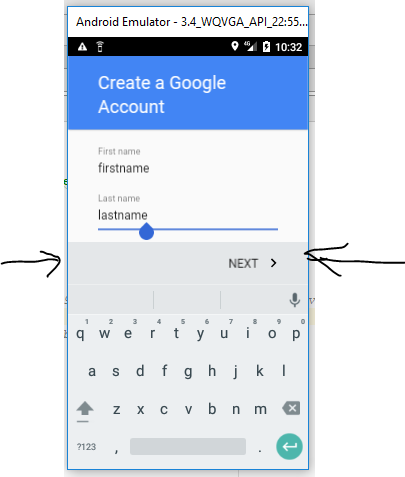 Android Emulator - 3.4_WQVGA_API_22:55...
4G 10:32
Create a Google
Account
First name
firstname
Last name
lastname
NEXT
1 2 3 4 5 6 7 8 9 0
q w e r t y u i o p
a s d f g h j k l
z x c v b n m
?123 , .